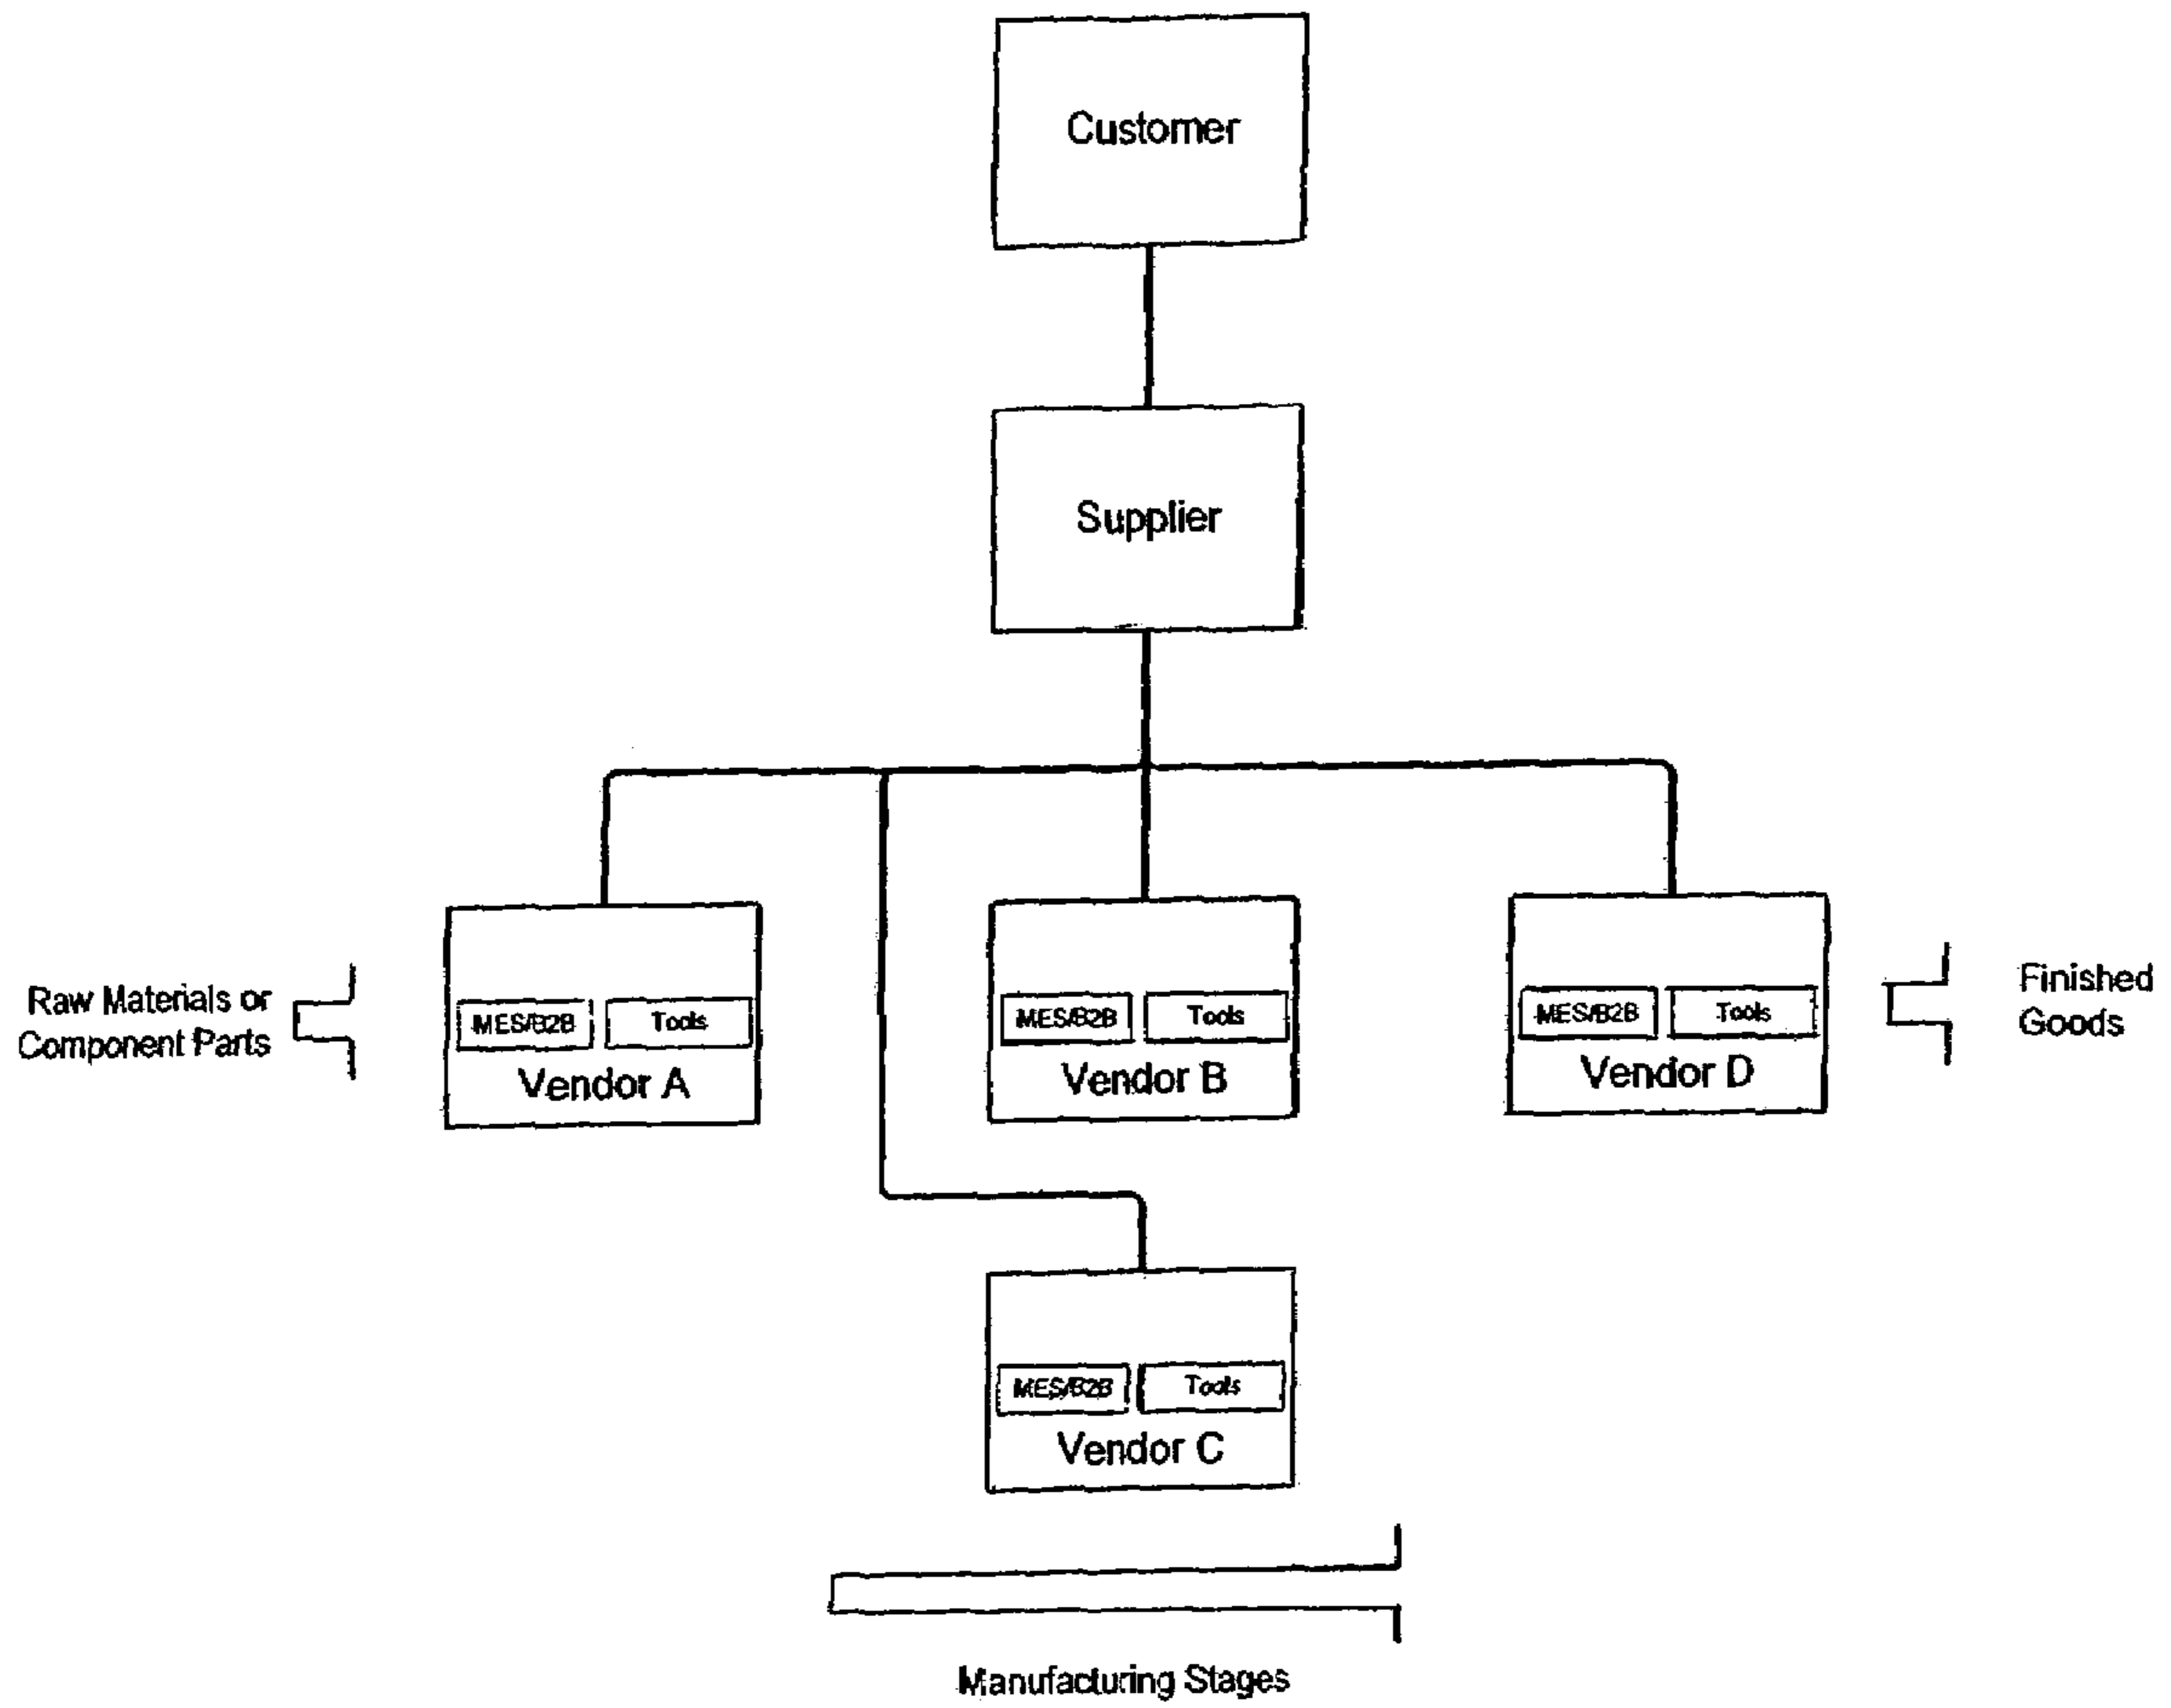 Customer
Supplier
Raw Materials or
Component Parts
MES/B2B
Tools
Vendor A
MES/B2B
Tools
Vendor B
MES/B2B
Tools
Vendor D
Finished
Goods
MES/B2B
Tools
Vendor C
Manufacturing Stages